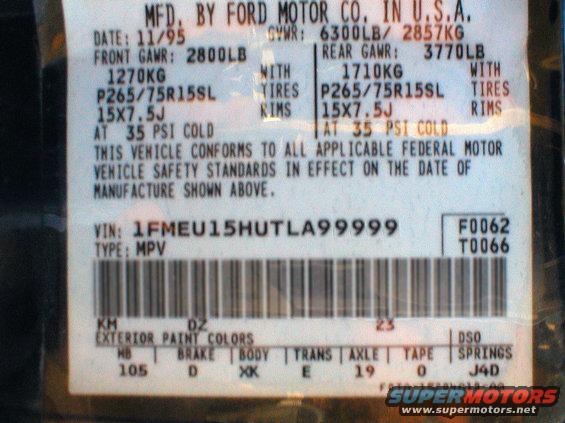 MFD. BY FORD MOTOR CO. IN U.S.A.
DATE: 11/95 GVWR: 6300LB/ 2857KG
FRONT GAWR: 2800LB REAR GAWR: 3770LB
1270KG WITH 1710KG WITH
P265/75R15SL TIRES P265/75R15SL TIRES
15X7.5J RIMS 15X7.5J RIMS
AT 35 PSI COLD AT 35 PSI COLD
THIS VEHICLE CONFORMS TO ALL APPLICABLE FEDERAL MOTOR
VEHICLE SAFETY STANDARDS IN EFFECT ON THE DATE OF
MANUFACTURE SHOWN ABOVE.
VIN: 1FMEU15HUTLA99999 F0062
TYPE: MPV T0066
KM DZ 23
EXTERIOR PAINT COLORS DSO
WB BRAKE BODY TRANS AXLE TAPE SPRINGS
105 D XK E 19 O J4D
SUPERMOTORS
www.supermotors.net